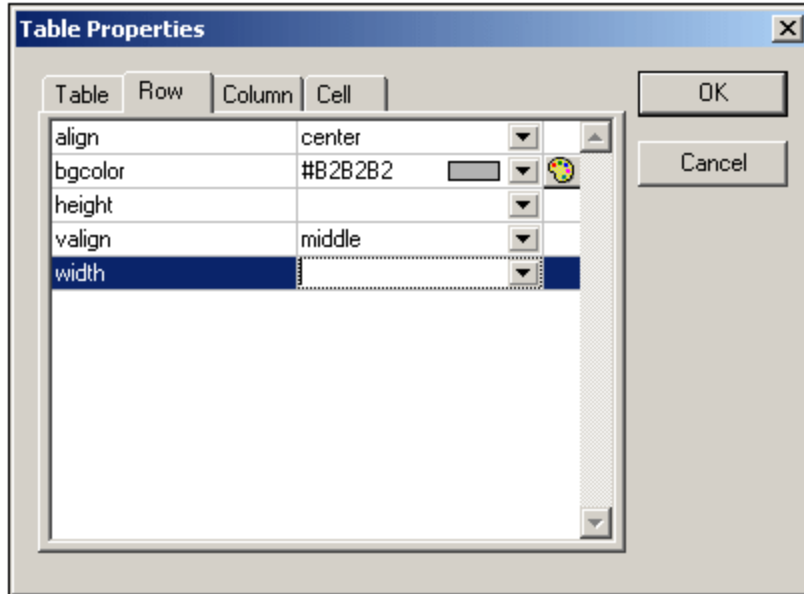 Table Properties
Table Row Column Cell
OK
align center
bgcolor #B2B2B2
Cancel
height
valign middle
width